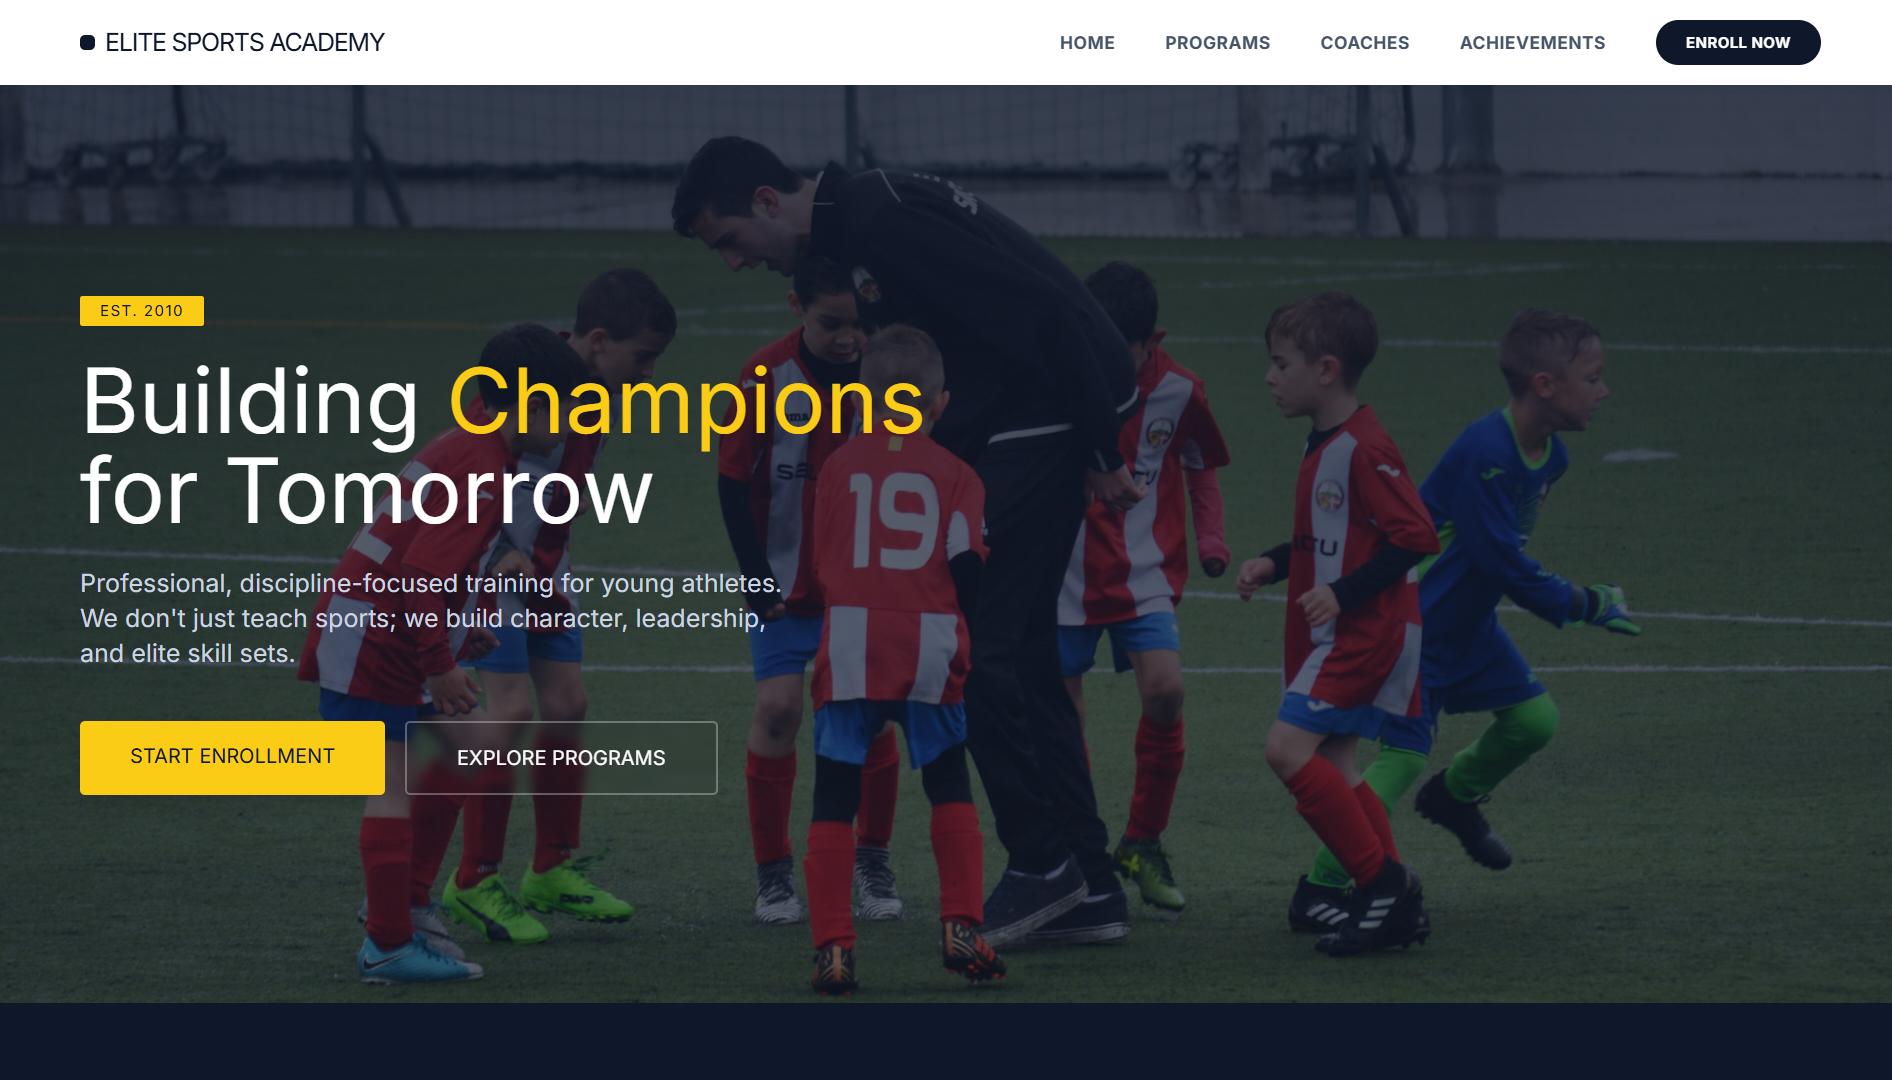 ELITE SPORTS ACADEMY
HOME PROGRAMS COACHES ACHIEVEMENTS ENROLL NOW
EST. 2010
Building Champions
for Tomorrow
Professional, discipline-focused training for young athletes.
We don't just teach sports; we build character, leadership,
and elite skill sets.
START ENROLLMENT EXPLORE PROGRAMS
19